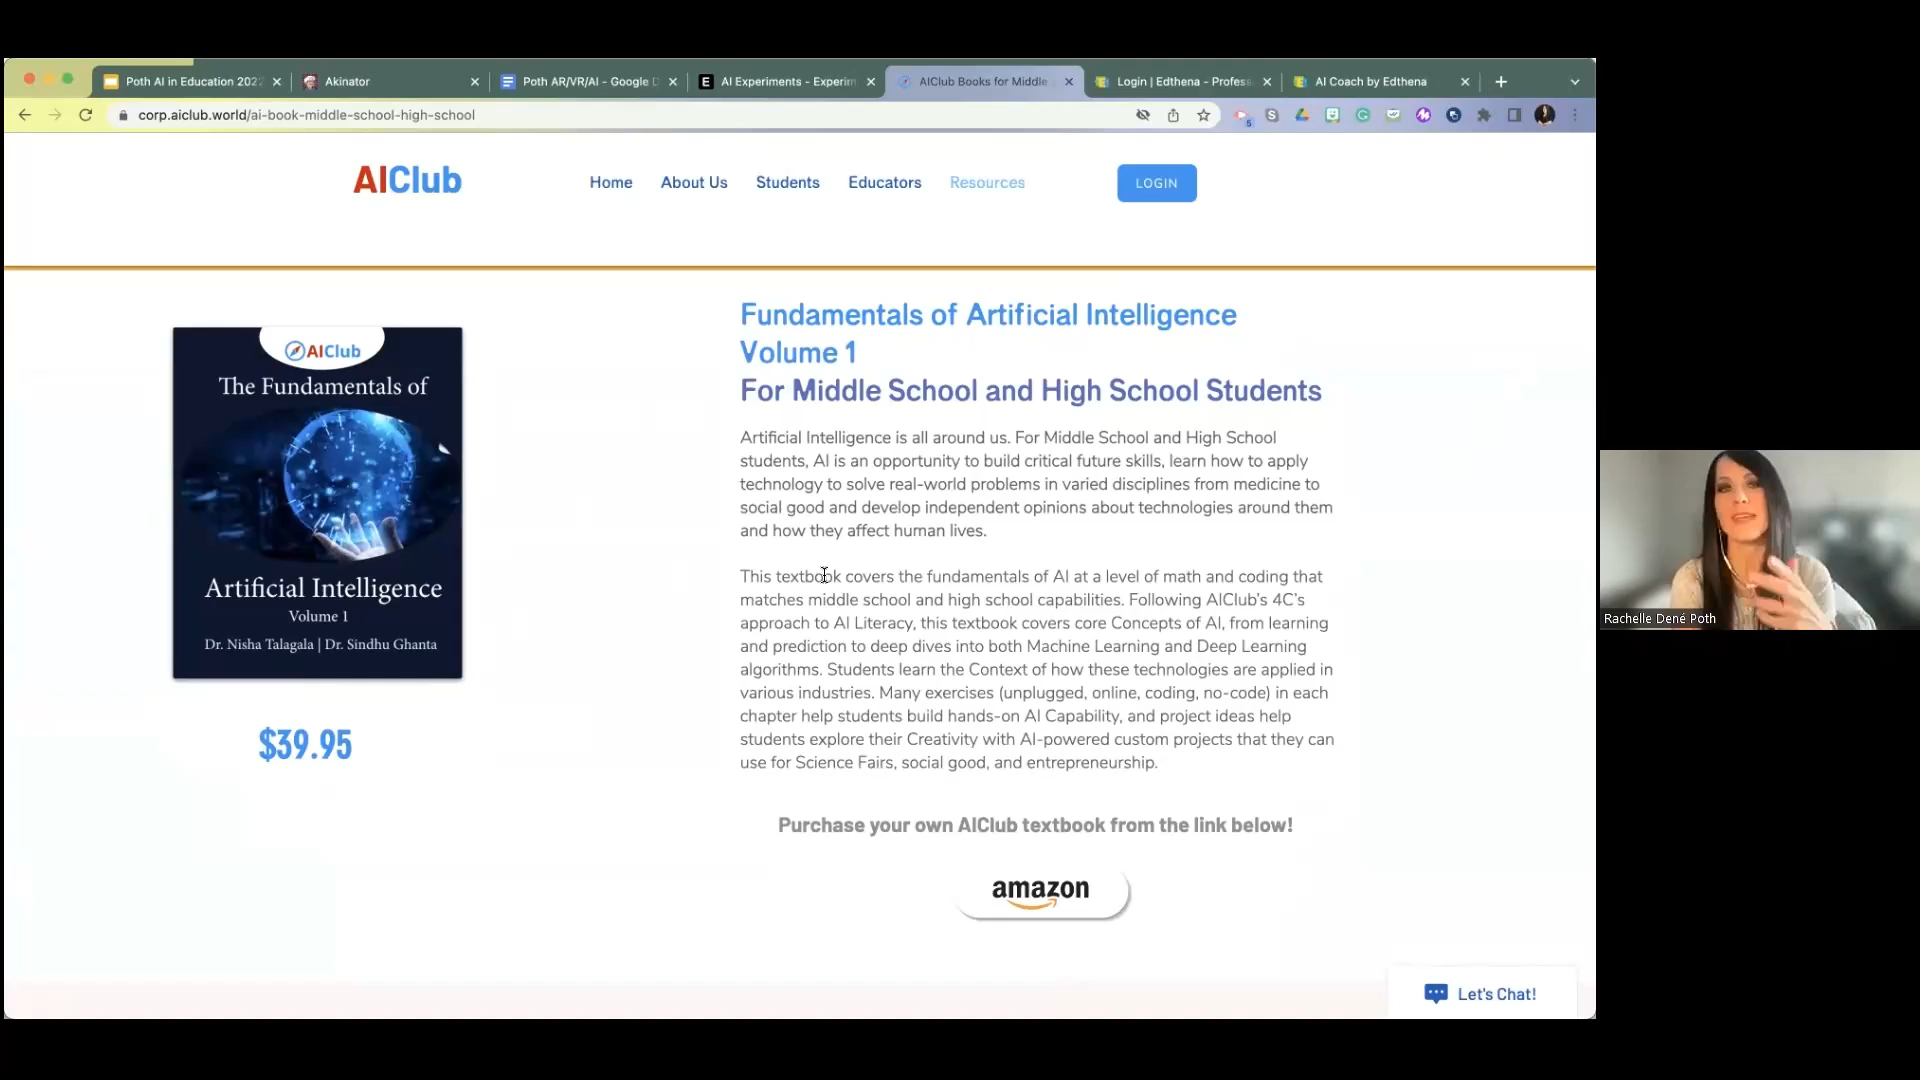 Poth AI in Education 2022
Akinator
Poth AR/VR/AI - Google D
AI Experiments - Experim
AIClub Books for Middle
Login | Edthena - Profess
AI Coach by Edthena
corp.aiclub.world/ai-book-middle-school-high-school
5
AIClub
Home
About Us
Students
Educators
Resources
LOGIN
AIClub
The Fundamentals of
Artificial Intelligence
Volume 1
Dr. Nisha Talagala | Dr. Sindhu Ghanta
$39.95
Fundamentals of Artificial Intelligence
Volume 1
For Middle School and High School Students
Artificial Intelligence is all around us. For Middle School and High School
students, AI is an opportunity to build critical future skills, learn how to apply
technology to solve real-world problems in varied disciplines from medicine to
social good and develop independent opinions about technologies around them
and how they affect human lives.
This textbook covers the fundamentals of AI at a level of math and coding that
matches middle school and high school capabilities. Following AIClub's 4C's
approach to AI Literacy, this textbook covers core Concepts of AI, from learning
and prediction to deep dives into both Machine Learning and Deep Learning
algorithms. Students learn the Context of how these technologies are applied in
various industries. Many exercises (unplugged, online, coding, no-code) in each
chapter help students build hands-on AI Capability, and project ideas help
students explore their Creativity with AI-powered custom projects that they can
use for Science Fairs, social good, and entrepreneurship.
Purchase your own AIClub textbook from the link below!
amazon
Let's Chat!
Rachelle Dené Poth